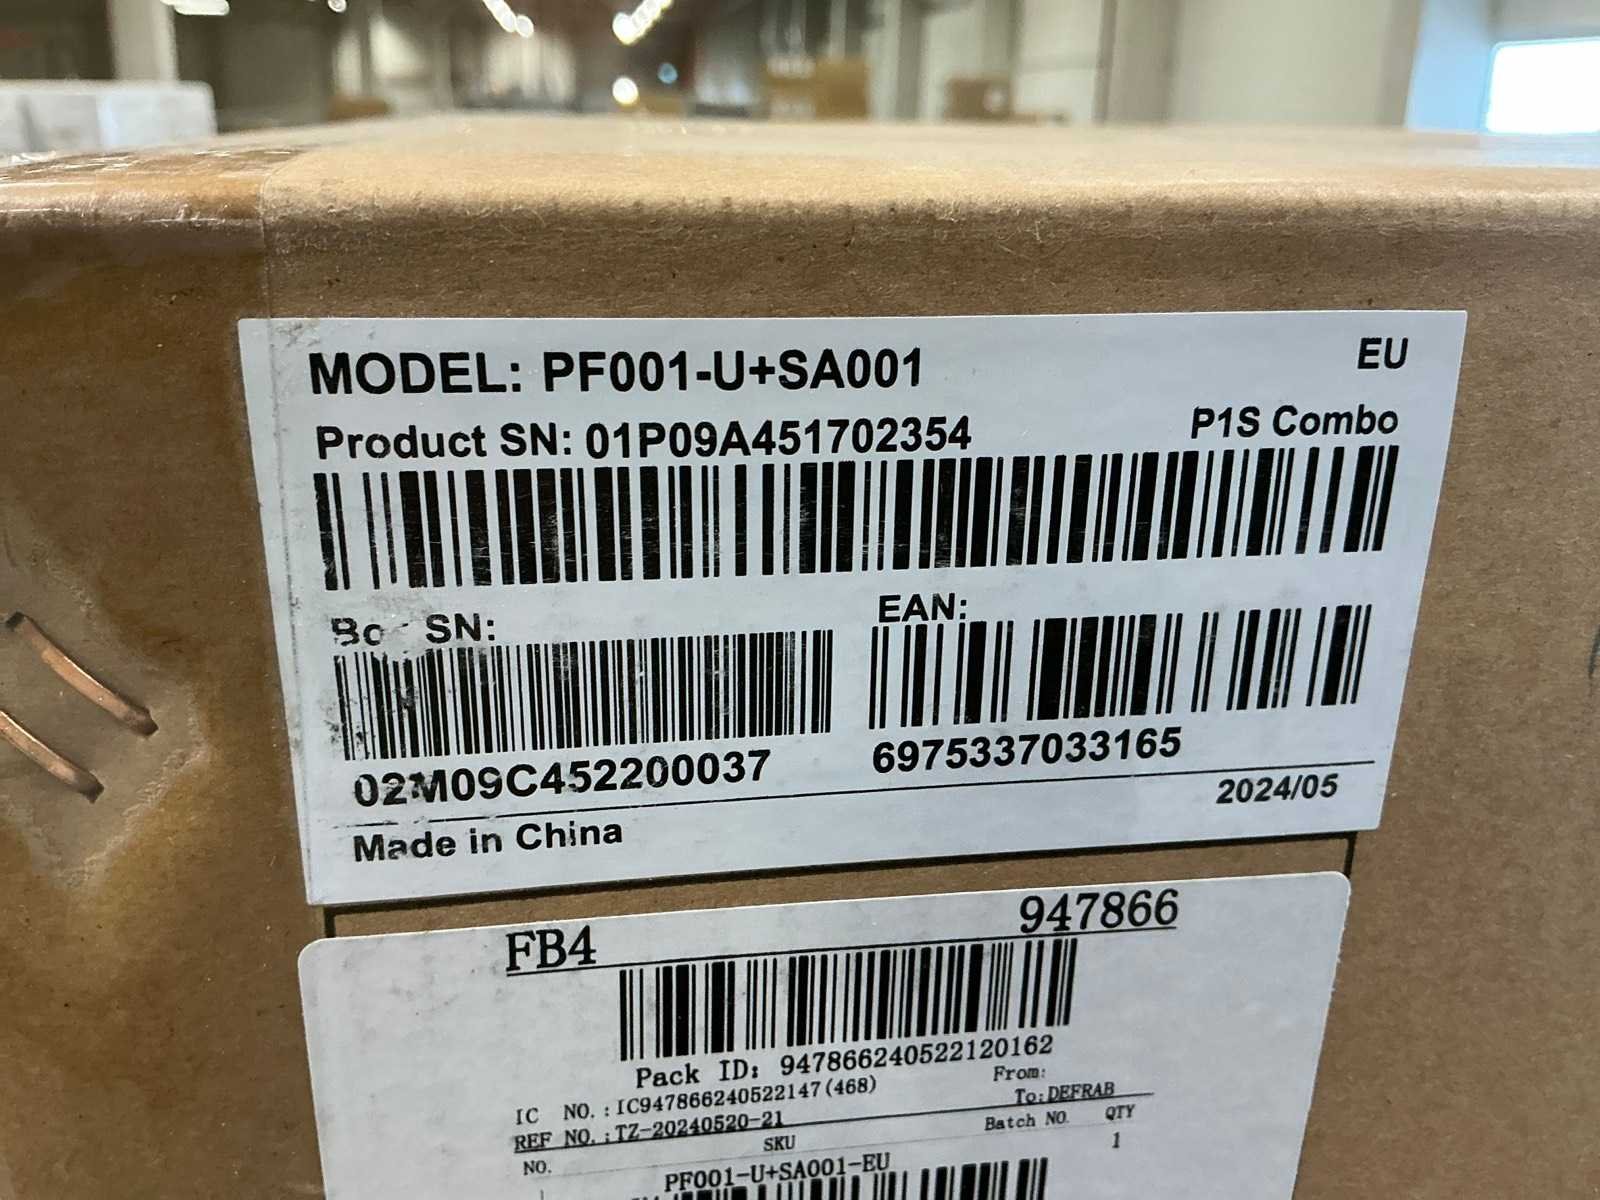 MODEL: PF001-U+SA001
EU
Product SN: 01P09A451702354
P1S Combo
Box SN:
EAN:
02M09C452200037
6975337033165
2024/05
Made in China
FB4
947866
Pack ID: 947866240522120162
IC NO.:IC947866240522147(468)
From:
REF NO.:TZ-20240520-21
To:DEFRAB
NO.
SKU
Batch NO.
QTY
PF001-U+SA001-EU
1